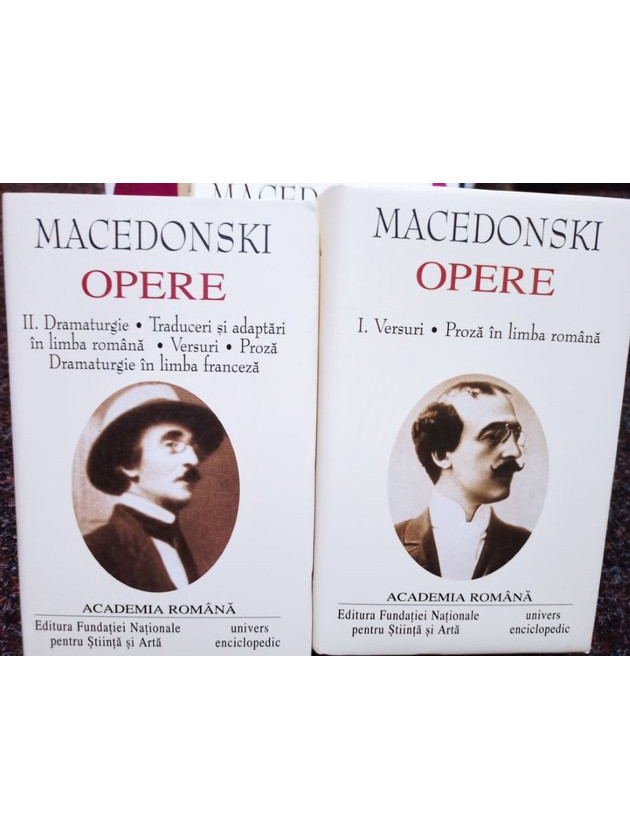 MACEDONSKI
OPERE
II. Dramaturgie • Traduceri și adaptări
în limba română • Versuri • Proză
Dramaturgie în limba franceză
ACADEMIA ROMÂNĂ
Editura Fundației Naționale
pentru Știință și Artă
univers
enciclopedic
MACEDONSKI
OPERE
I. Versuri • Proză în limba română
ACADEMIA ROMÂNĂ
Editura Fundației Naționale
pentru Știință și Artă
univers
enciclopedic